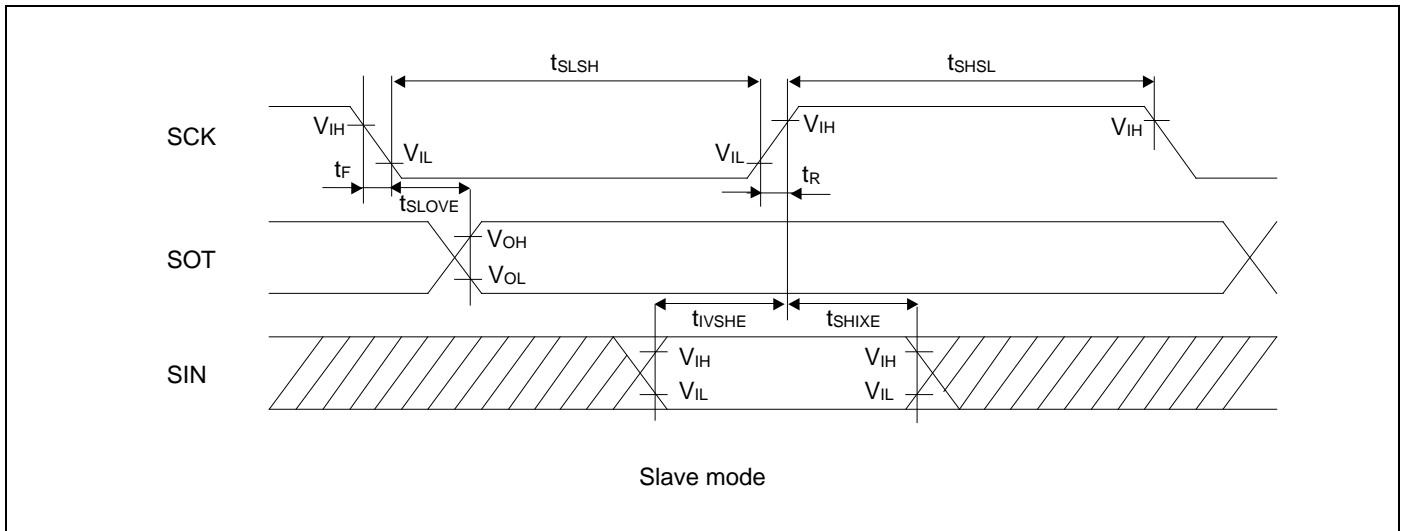 tSLSH
tSHSL
SCK
VIH
VIL
VIL
VIH
VIH
tF
tSLOVE
tR
SOT
VOH
VOL
tIVSHE
tSHIXE
SIN
VIH
VIL
VIH
VIL
Slave mode